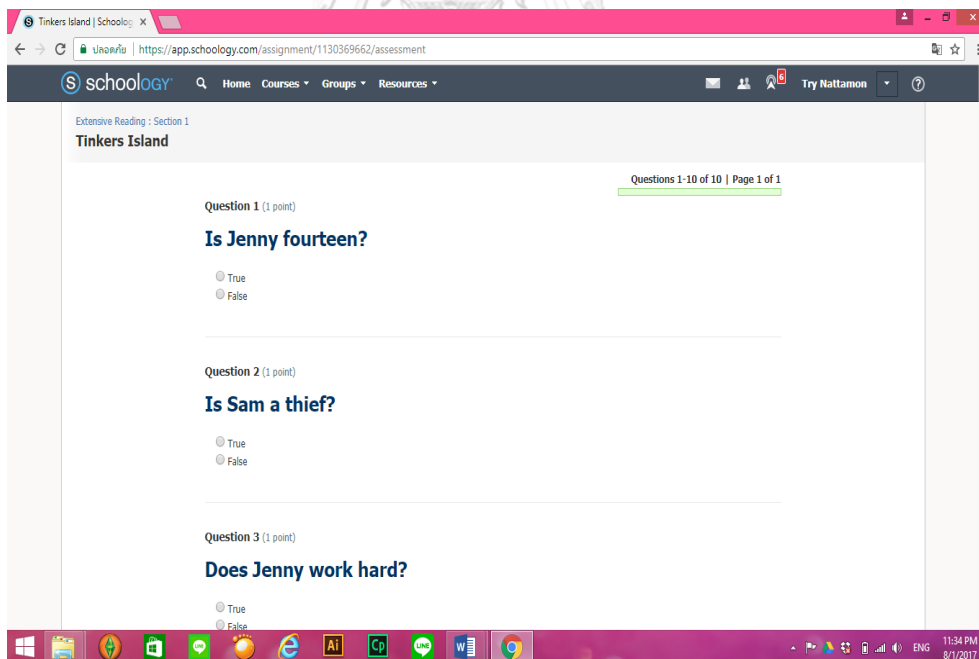 Tinkers Island | Schoolog
ปลอดภัย | https://app.schoology.com/assignment/1130369662/assessment
S schoology Home Courses Groups Resources 6 Try Nattamon
Extensive Reading : Section 1
Tinkers Island
Questions 1-10 of 10 | Page 1 of 1
Question 1 (1 point)
Is Jenny fourteen?
True
False
Question 2 (1 point)
Is Sam a thief?
True
False
Question 3 (1 point)
Does Jenny work hard?
True
False
LINE Ai Cp LINE W ENG 11:34 PM
8/1/2017